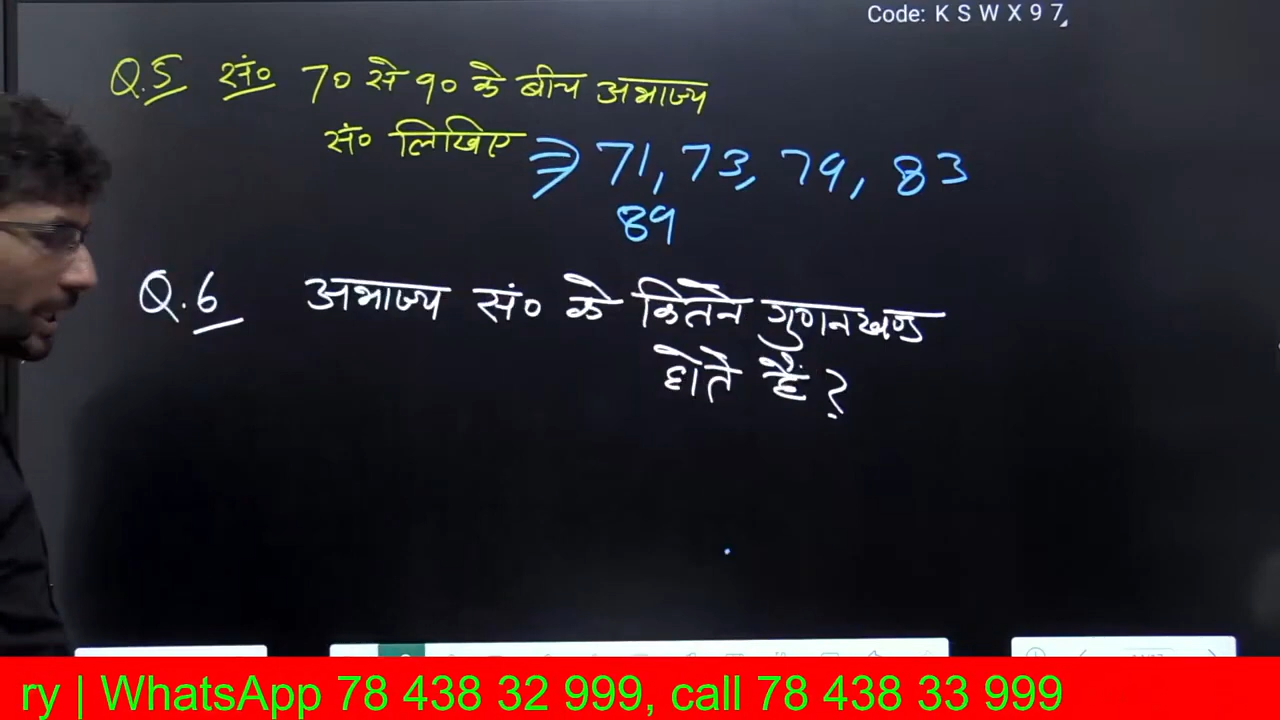 Code: K S W X 9 7
Q.5 सं० 70 से 90 के बीच अभाज्य
सं० लिखिए ⇒ 71, 73, 79, 83
89
Q.6 अभाज्य सं० के कितने गुणनखण्ड
होते हैं ?
ry | WhatsApp 78 438 32 999, call 78 438 33 999